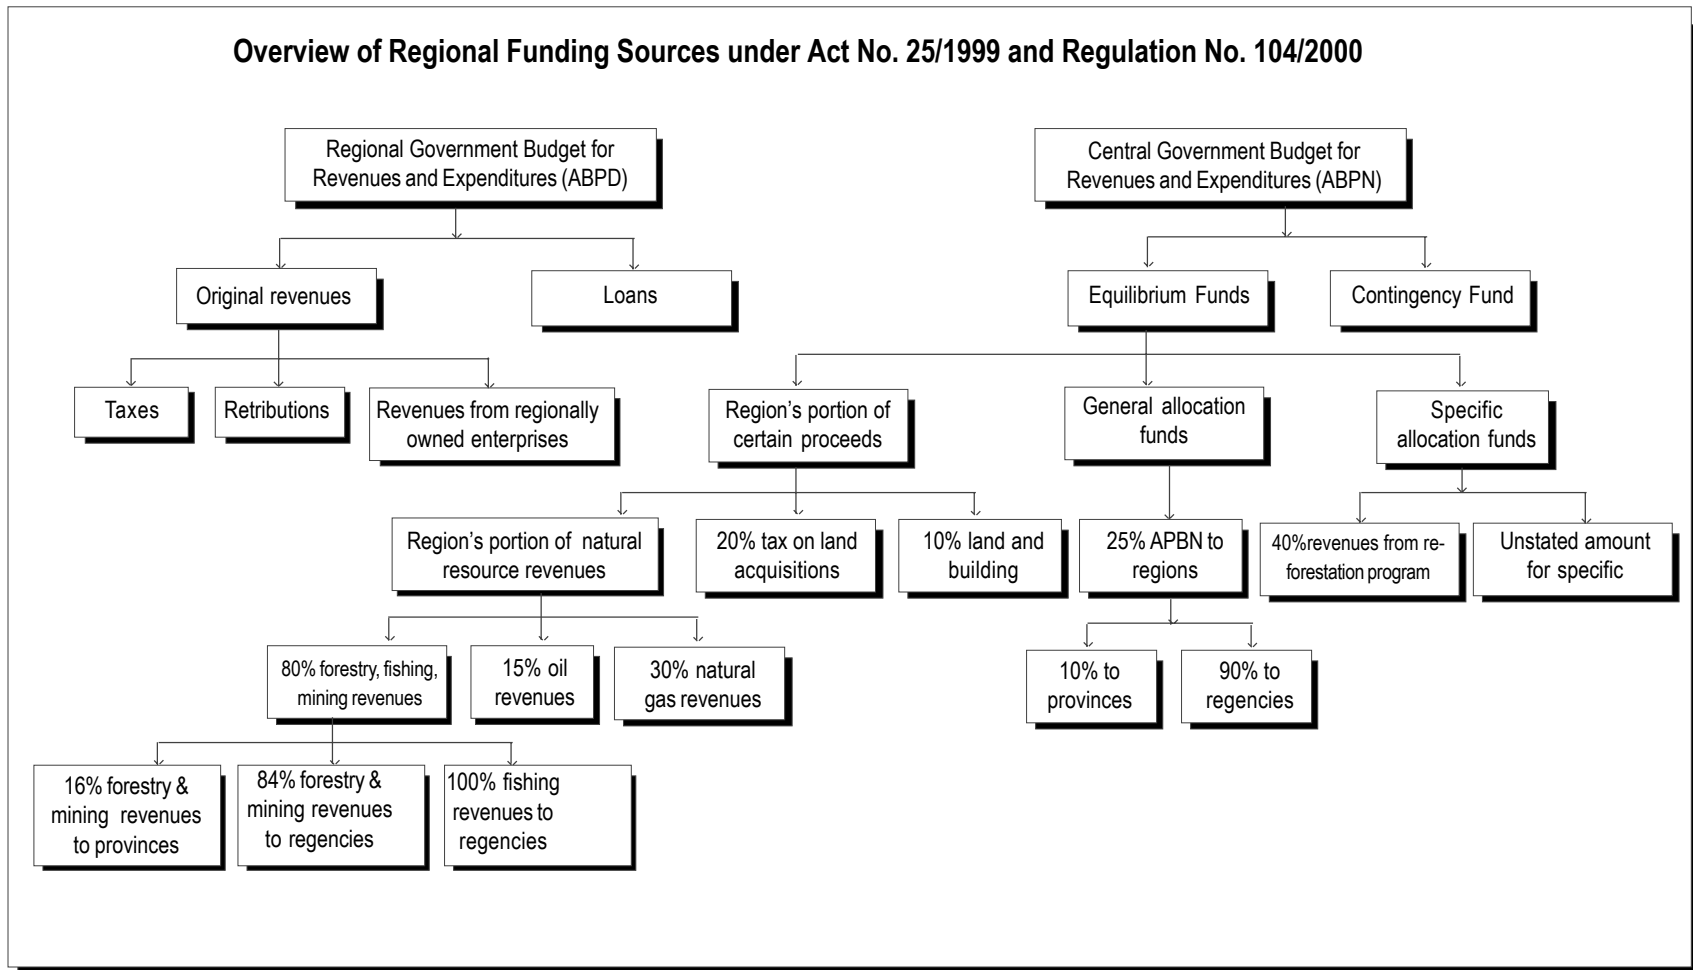 Overview of Regional Funding Sources under Act No. 25/1999 and Regulation No. 104/2000
Regional Government Budget for
Revenues and Expenditures (ABPD)
Central Government Budget for
Revenues and Expenditures (ABPN)
Original revenues
Loans
Equilibrium Funds
Contingency Fund
Taxes
Retributions
Revenues from regionally
owned enterprises
Region's portion of
certain proceeds
General allocation
funds
Specific
allocation funds
Region's portion of natural
resource revenues
20% tax on land
acquisitions
10% land and
building
25% APBN to
regions
40%revenues from re-
forestation program
Unstated amount
for specific
80% forestry, fishing,
mining revenues
15% oil
revenues
30% natural
gas revenues
10% to
provinces
90% to
regencies
16% forestry &
mining revenues
to provinces
84% forestry &
mining revenues
to regencies
100% fishing
revenues to
regencies